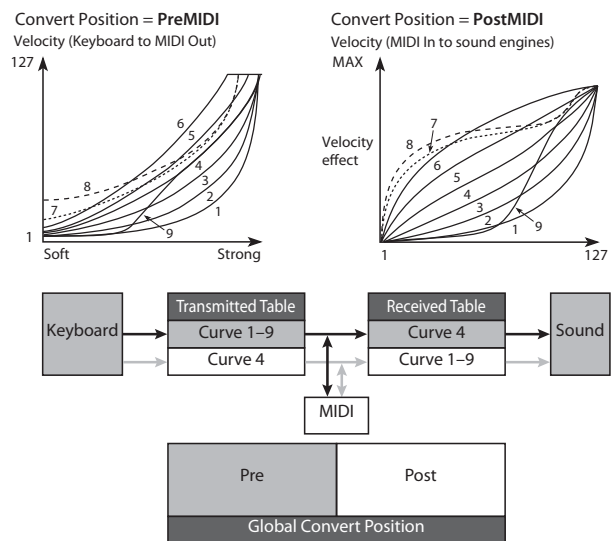 Convert Position = PreMIDI
Velocity (Keyboard to MIDI Out)
127
6
5
8
4
3
2
7
1
9
1
Soft
Strong
Convert Position = PostMIDI
Velocity (MIDI In to sound engines)
MAX
Velocity
effect
7
8
6
5
4
3
2
1
9
1
127
Keyboard
Transmitted Table
Curve 1–9
Curve 4
Received Table
Curve 4
Curve 1–9
Sound
MIDI
Pre
Post
Global Convert Position